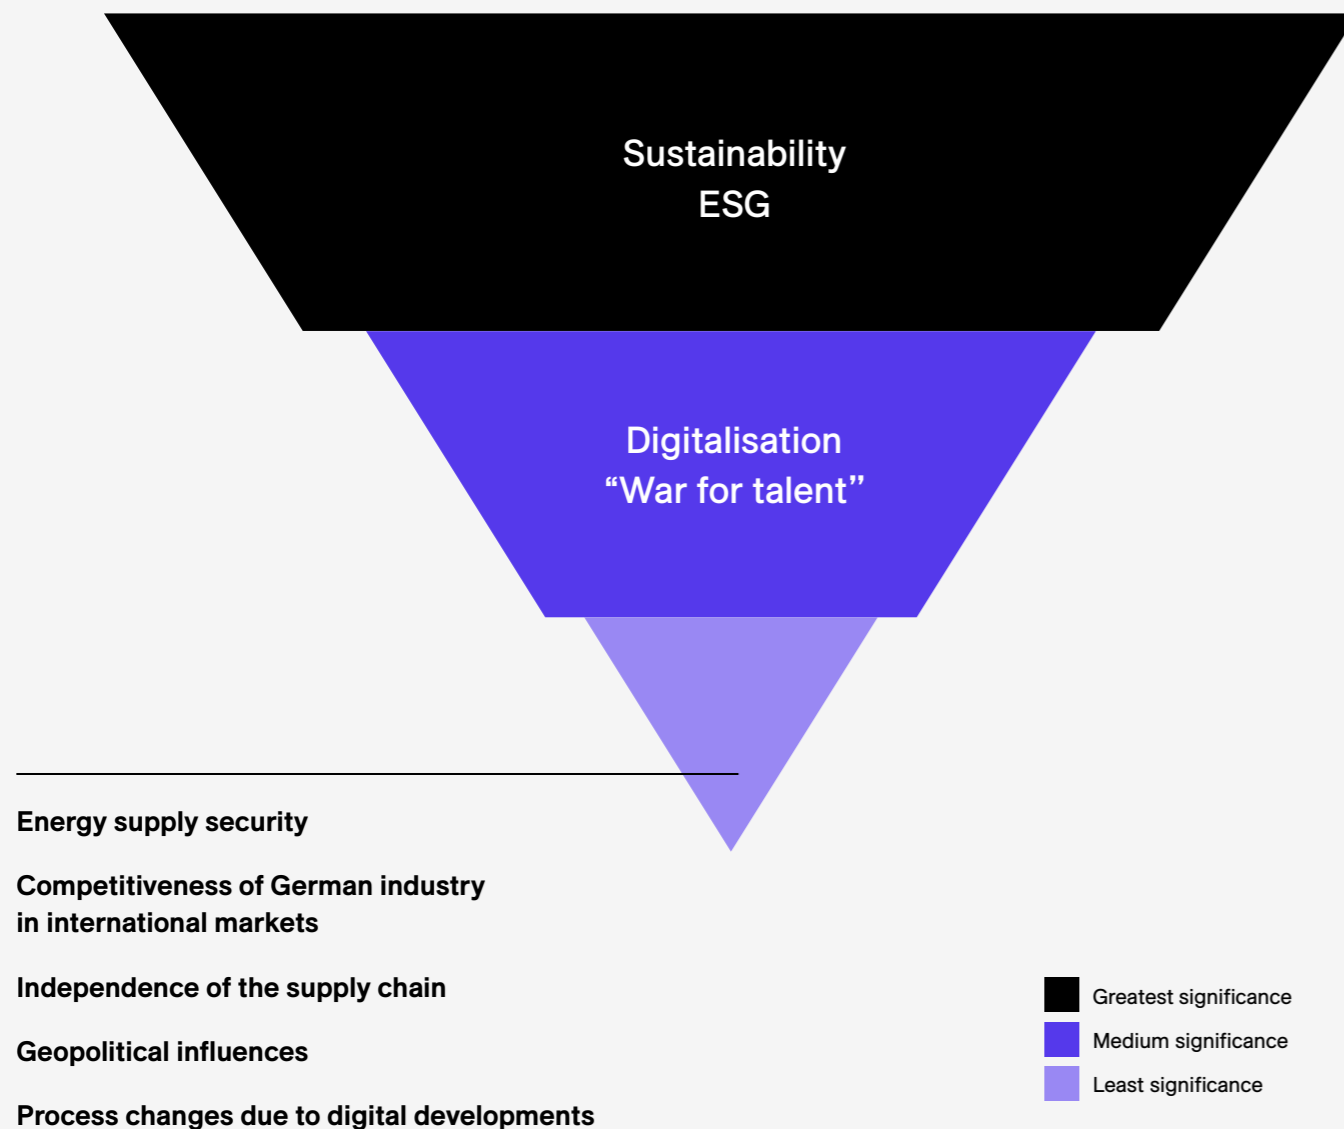 Sustainability
ESG
Digitalisation
“War for talent”
Energy supply security
Competitiveness of German industry
in international markets
Independence of the supply chain
Geopolitical influences
Process changes due to digital developments
Greatest significance
Medium significance
Least significance